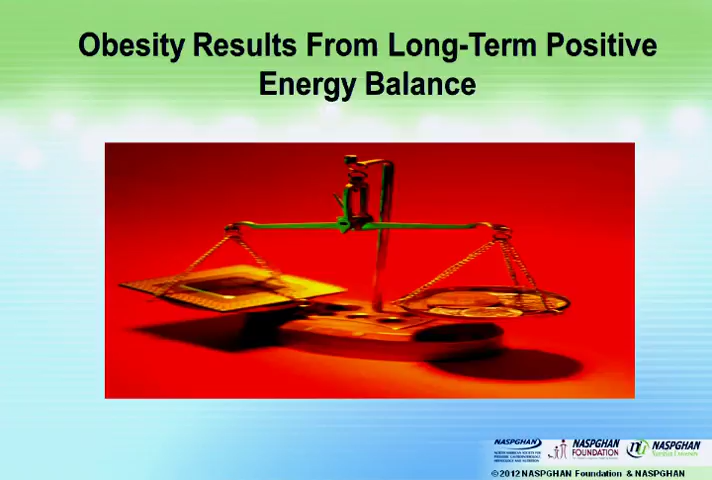 Obesity Results From Long-Term Positive
Energy Balance
NASPGHAN
NASPGHAN
FOUNDATION
NASPGHAN
©2012 NASPGHAN Foundation & NASPGHAN